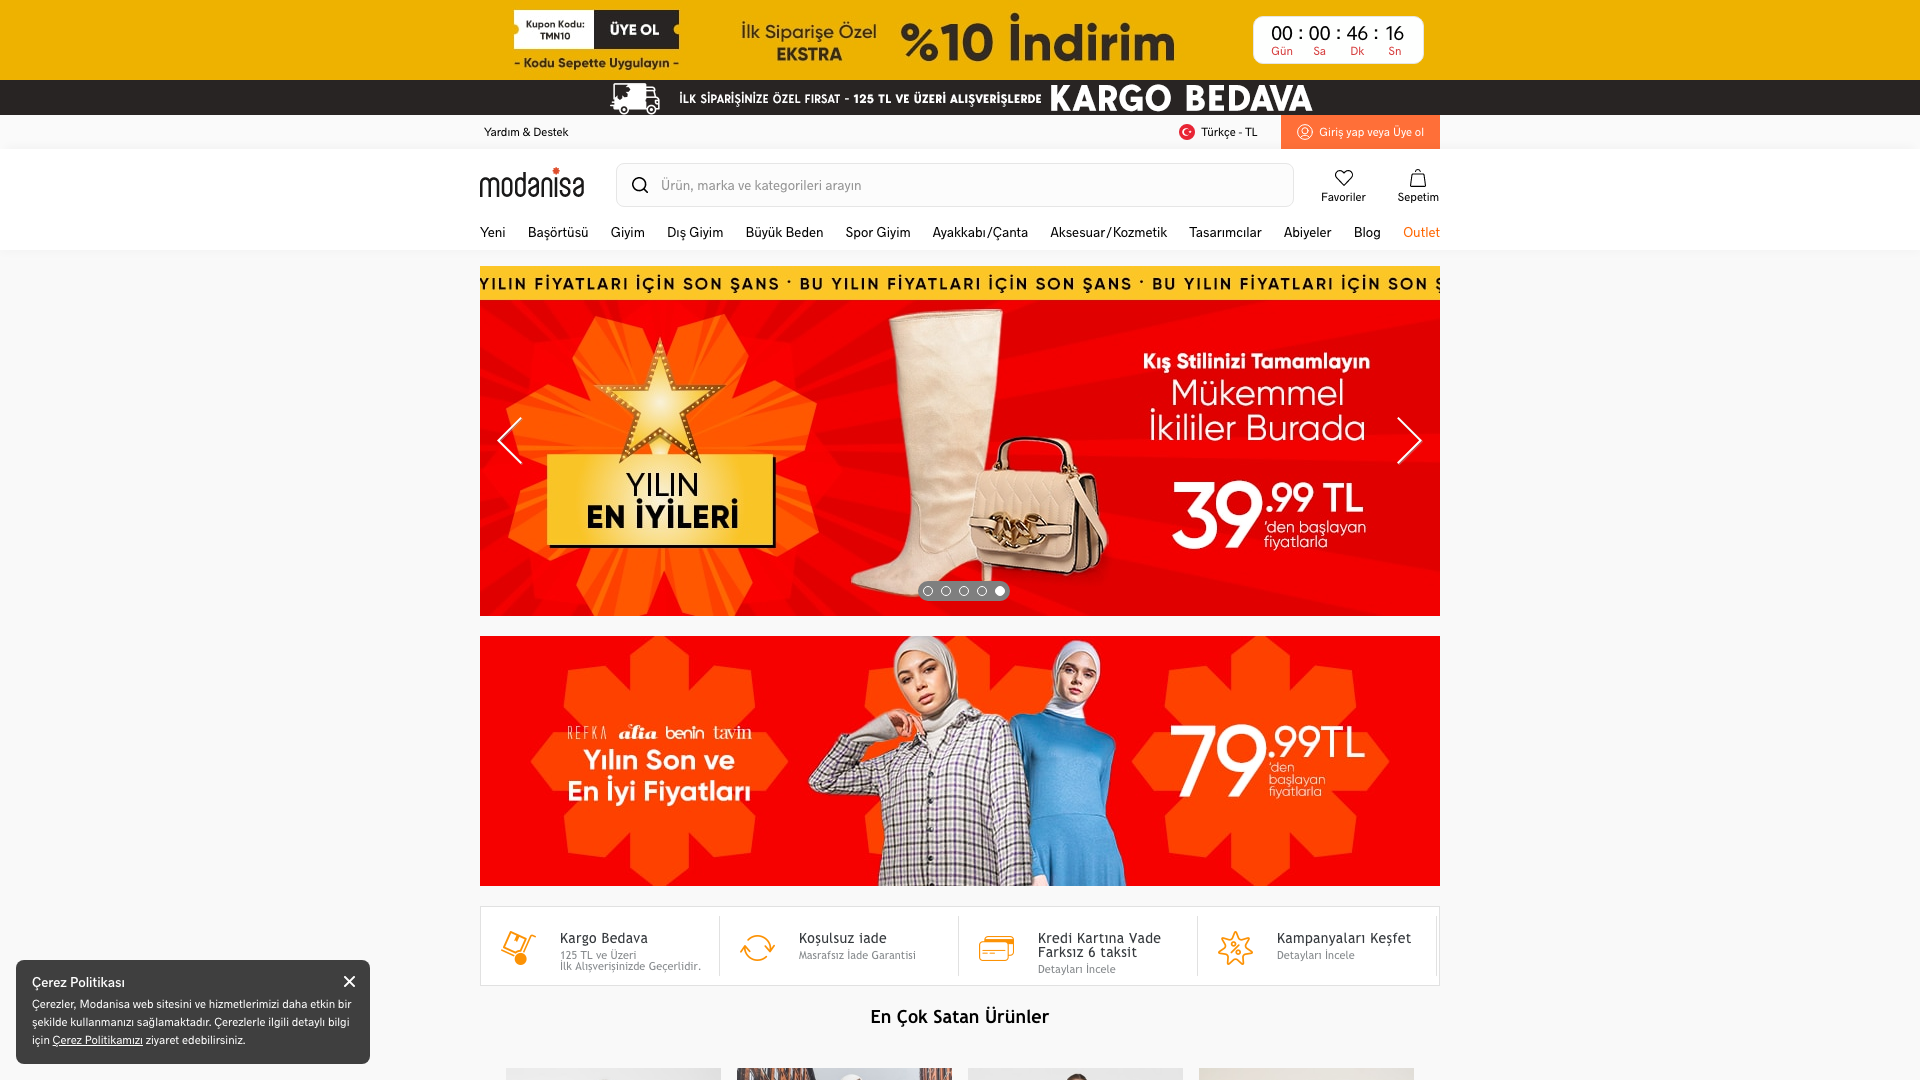 Kupon Kodu:
TMN10
ÜYE OL
- Kodu Sepette Uygulayın -
İlk Siparişe Özel
EKSTRA
%10 İndirim
00 : 00 : 46 : 16
Gün Sa Dk Sn
İLK SİPARİŞİNİZE ÖZEL FIRSAT - 125 TL VE ÜZERİ ALIŞVERİŞLERDE KARGO BEDAVA
Yardım & Destek
Türkçe - TL
Giriş yap veya Üye ol
modanisa
Ürün, marka ve kategorileri arayın
Favoriler
Sepetim
Yeni Başörtüsü Giyim Dış Giyim Büyük Beden Spor Giyim Ayakkabı/Çanta Aksesuar/Kozmetik Tasarımcılar Abiyeler Blog Outlet
YILIN FİYATLARI İÇİN SON ŞANS · BU YILIN FİYATLARI İÇİN SON ŞANS · BU YILIN FİYATLARI İÇİN SON Ş
YILIN
EN İYİLERİ
Kış Stilinizi Tamamlayın
Mükemmel
İkililer Burada
39.99 TL
'den başlayan
fiyatlarla
REFKA alia benin tavin
Yılın Son ve
En İyi Fiyatları
79.99TL
'den
başlayan
fiyatlarla
Kargo Bedava
125 TL ve Üzeri
İlk Alışverişinizde Geçerlidir.
Koşulsuz iade
Masrafsız İade Garantisi
Kredi Kartına Vade
Farksız 6 taksit
Detayları İncele
Kampanyaları Keşfet
Detayları İncele
Çerez Politikası
Çerezler, Modanisa web sitesini ve hizmetlerimizi daha etkin bir
şekilde kullanmanızı sağlamaktadır. Çerezlerle ilgili detaylı bilgi
için Çerez Politikamızı ziyaret edebilirsiniz.
En Çok Satan Ürünler